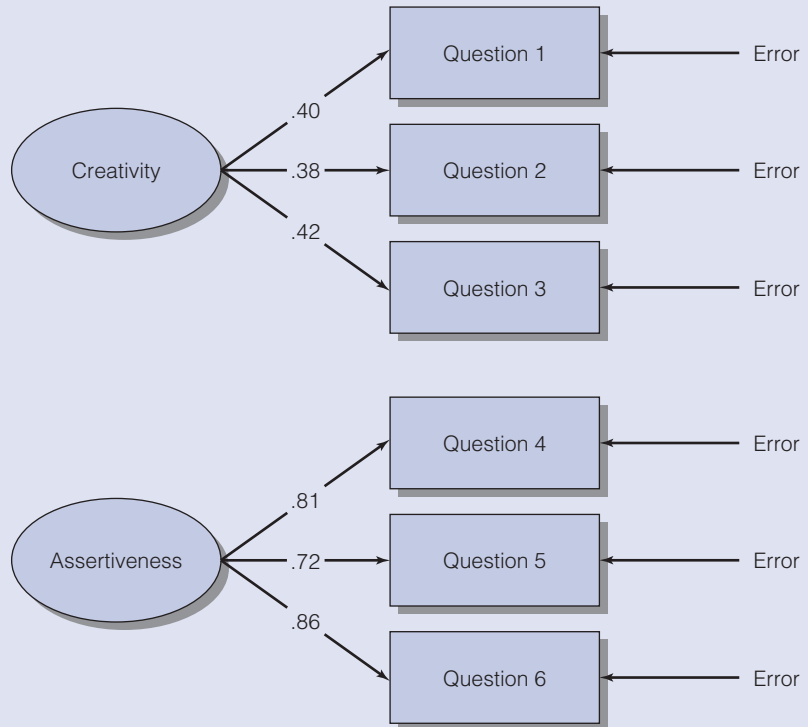 Question 1
Error
.40
Creativity
.38
Question 2
Error
.42
Question 3
Error
Question 4
Error
.81
Assertiveness
.72
Question 5
Error
.86
Question 6
Error